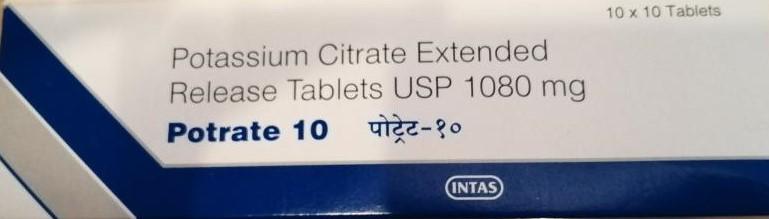 10 x 10 Tablets
Potassium Citrate Extended
Release Tablets USP 1080 mg
Potrate 10 पोट्रेट-१०
INTAS